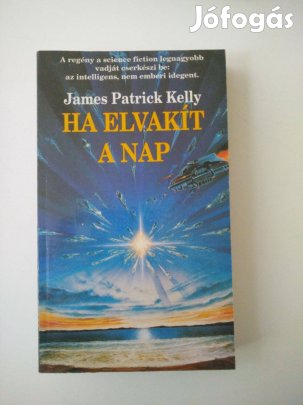 Jófogás
A regény a science fiction legnagyobb
vadját cserkészi be:
az intelligens, nem emberi idegent.
James Patrick Kelly
HA ELVAKÍT
A NAP